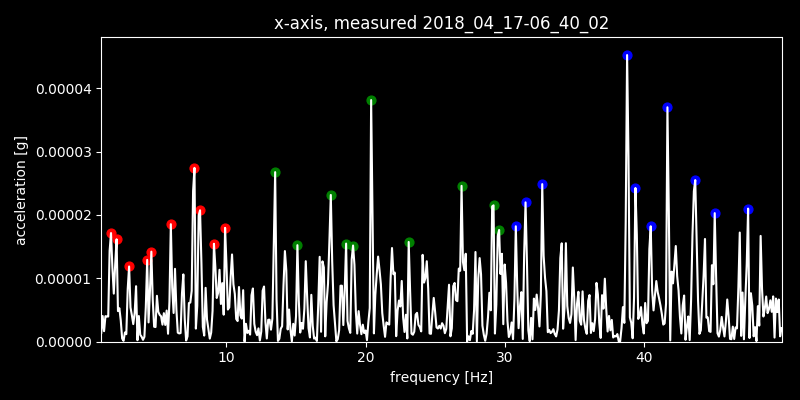 x-axis, measured 2018_04_17-06_40_02
acceleration [g]
0.00004
0.00003
0.00002
0.00001
0.00000
10 20 30 40
frequency [Hz]